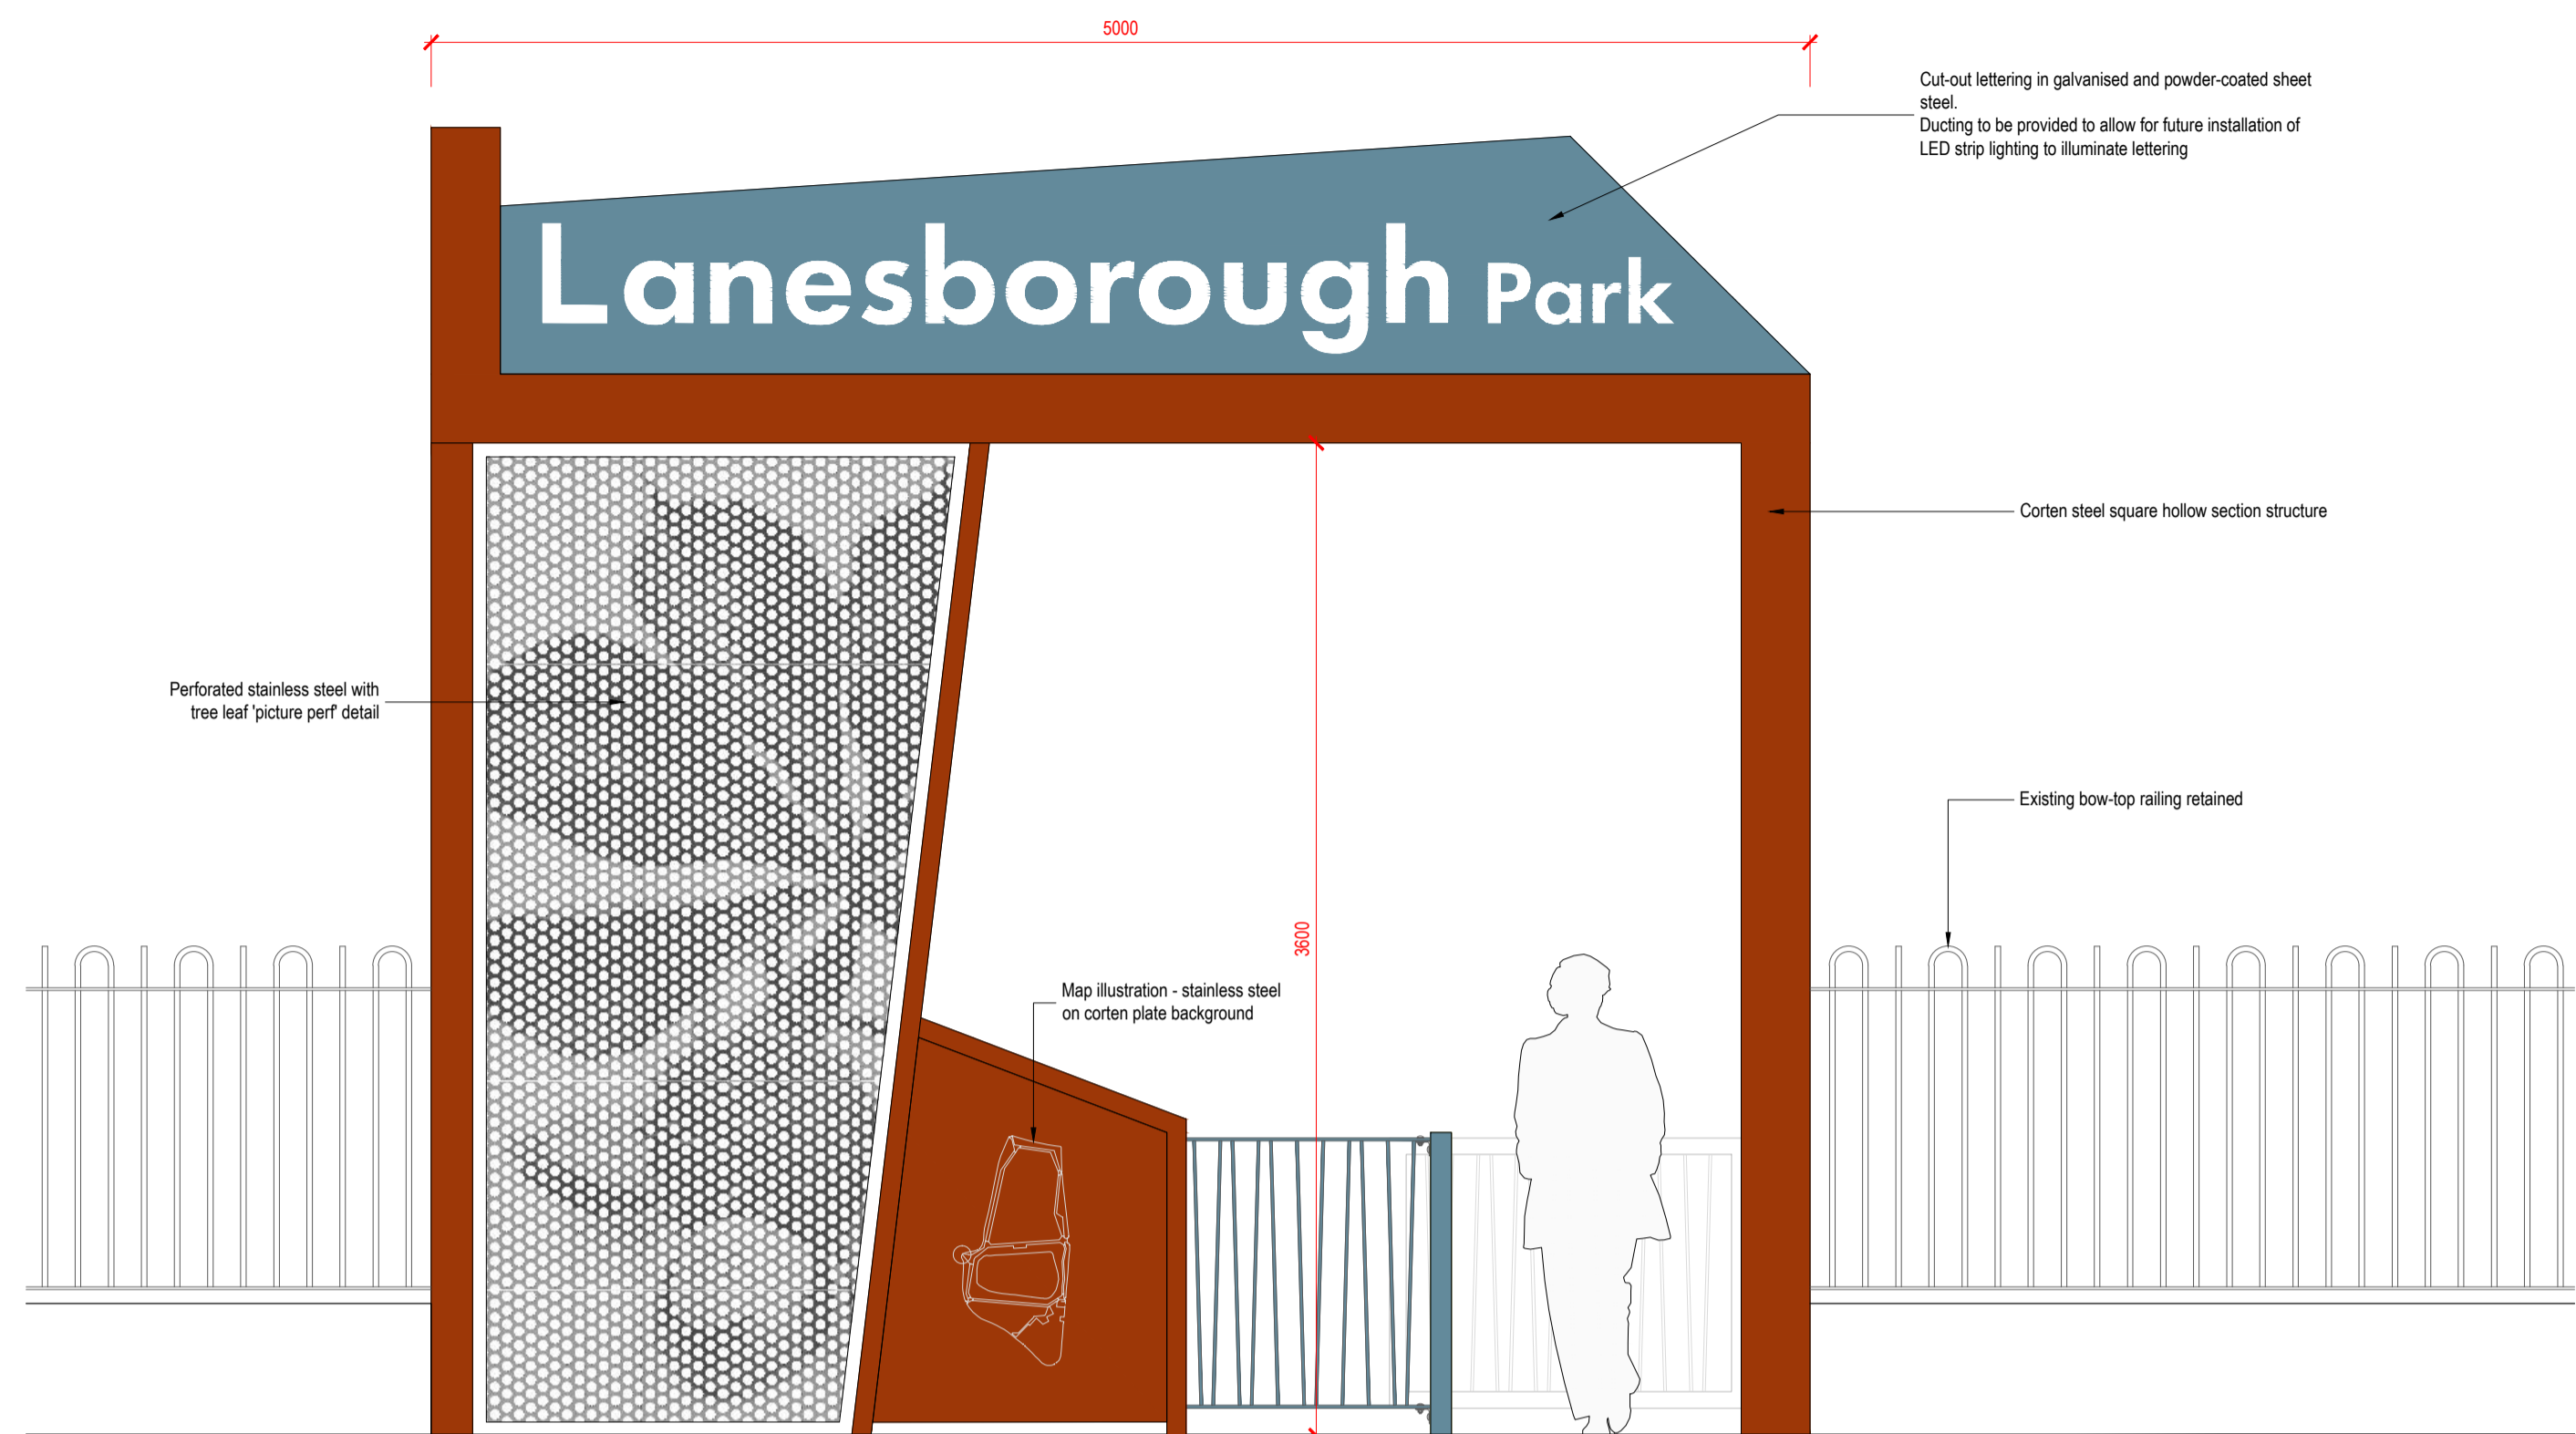 5000
Cut-out lettering in galvanised and powder-coated sheet
steel.
Ducting to be provided to allow for future installation of
LED strip lighting to illuminate lettering
Lanesborough Park
Corten steel square hollow section structure
Perforated stainless steel with
tree leaf 'picture perf' detail
Existing bow-top railing retained
3600
Map illustration - stainless steel
on corten plate background